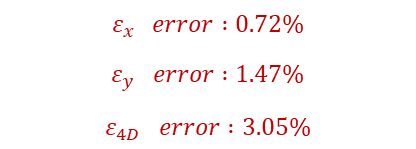 εx error : 0.72%
εy error : 1.47%
ε4D error : 3.05%